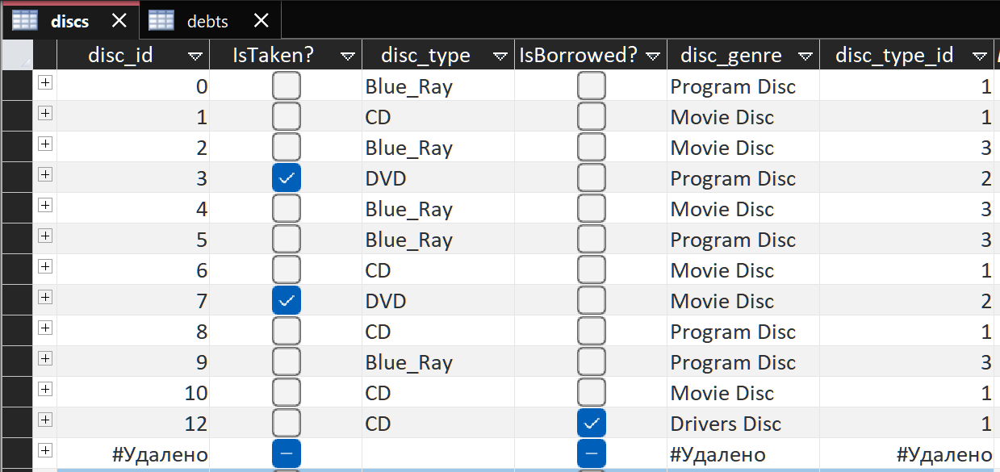 discs debts
disc_id IsTaken? disc_type IsBorrowed? disc_genre disc_type_id
0 Blue_Ray Program Disc 1
1 CD Movie Disc 1
2 Blue_Ray Movie Disc 3
3 DVD Program Disc 2
4 Blue_Ray Movie Disc 3
5 Blue_Ray Program Disc 3
6 CD Movie Disc 1
7 DVD Movie Disc 2
8 CD Program Disc 1
9 Blue_Ray Program Disc 3
10 CD Movie Disc 1
12 CD Drivers Disc 1
#Удалено #Удалено #Удалено